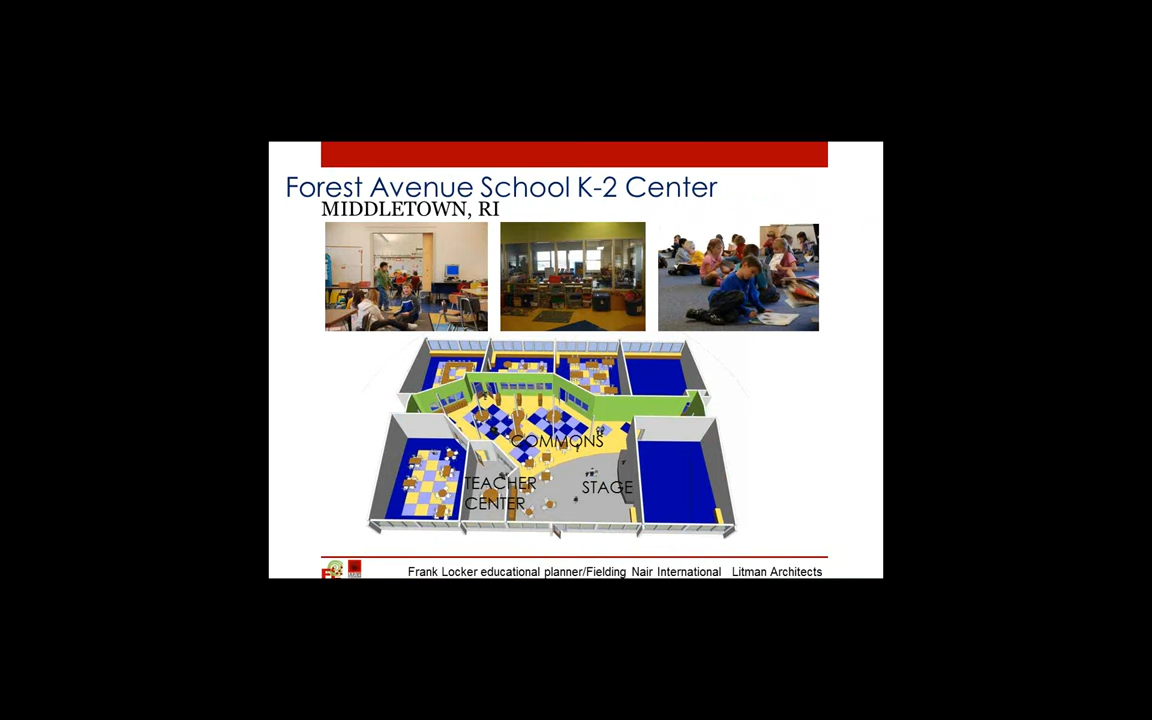 Forest Avenue School K-2 Center
MIDDLETOWN, RI
COMMONS
TEACHER
CENTER
STAGE
Frank Locker educational planner/Fielding Nair International Litman Architects